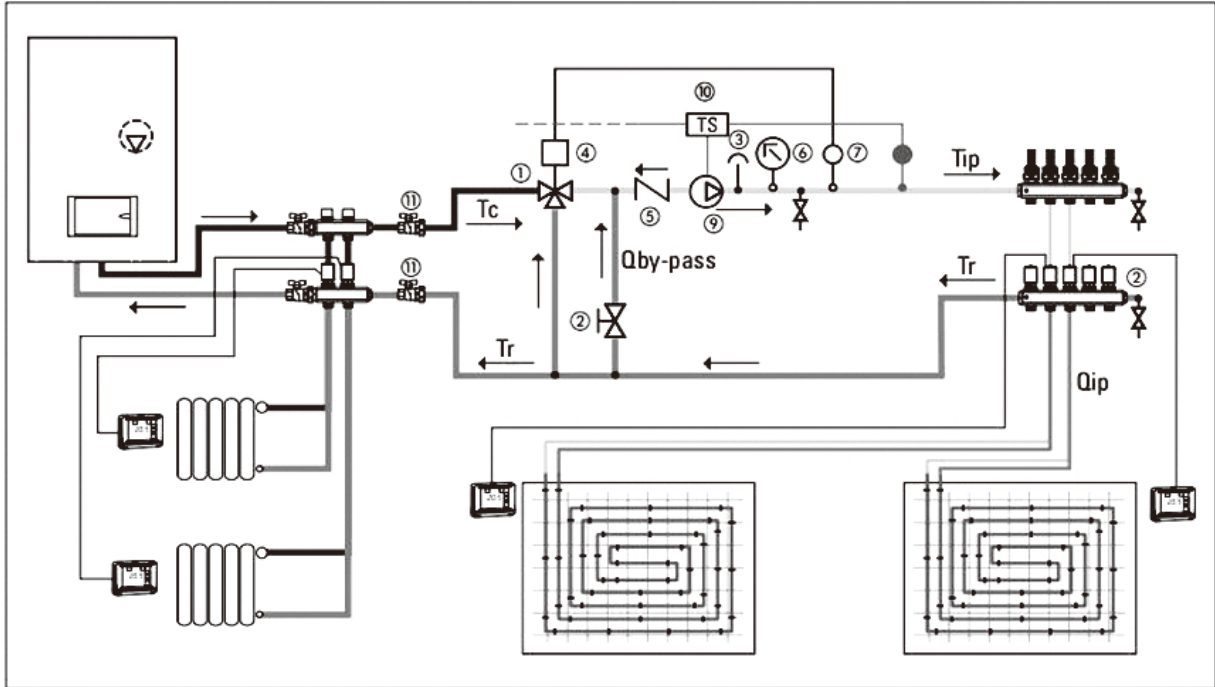 ⑩
TS
③
④
⑥
⑦
①
Tip
⑤
⑨
⑪
Tc
Qby-pass
⑪
Tr
②
②
Tr
Qip